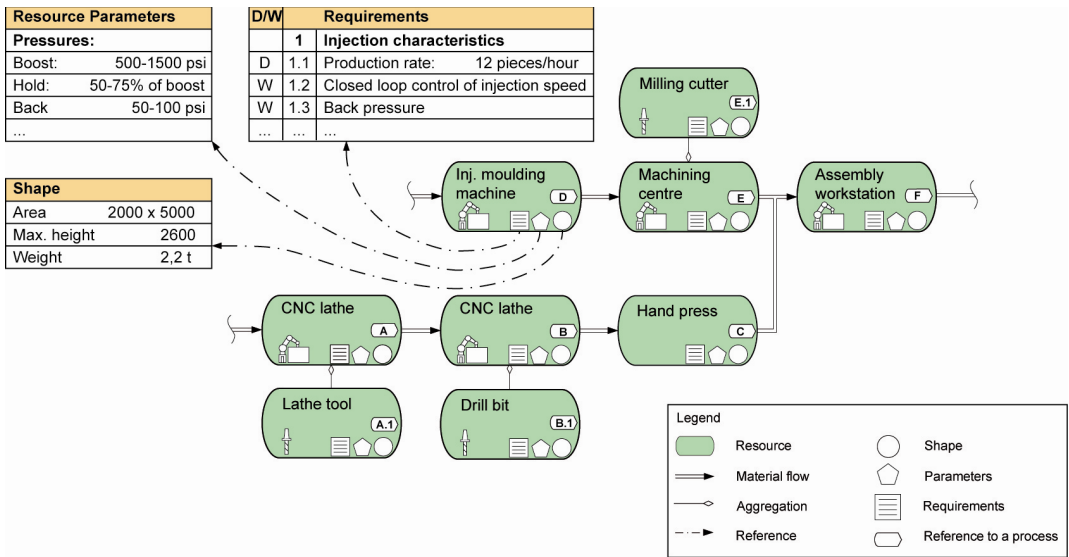 Resource Parameters
Pressures:
Boost: 500-1500 psi
Hold: 50-75% of boost
Back 50-100 psi
...
D/W Requirements
1 Injection characteristics
D 1.1 Production rate: 12 pieces/hour
W 1.2 Closed loop control of injection speed
W 1.3 Back pressure
... ... ...
Shape
Area 2000 x 5000
Max. height 2600
Weight 2,2 t
Milling cutter
E.1
Inj. moulding
machine
D
Machining
centre
E
Assembly
workstation
F
CNC lathe
A
CNC lathe
B
Hand press
C
Lathe tool
A.1
Drill bit
B.1
Legend
Resource
Material flow
Aggregation
Reference
Shape
Parameters
Requirements
Reference to a process